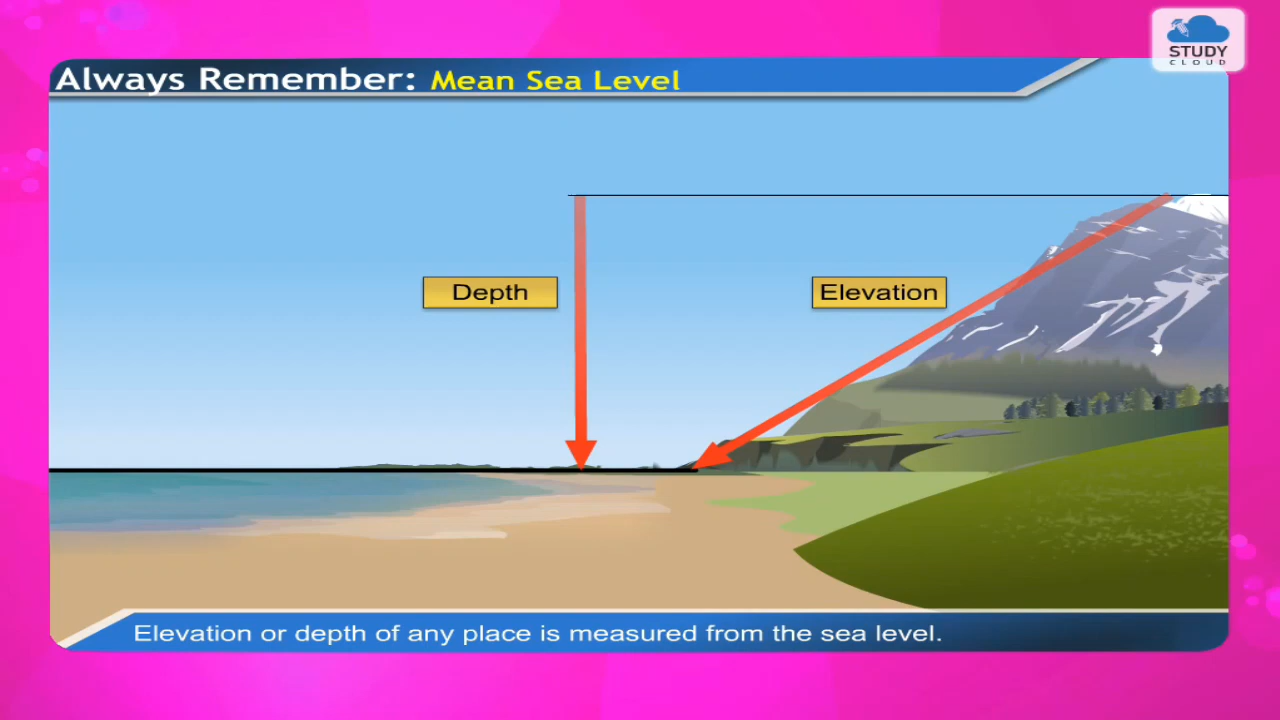 STUDY
CLOUD
Always Remember: Mean Sea Level
Depth
Elevation
Elevation or depth of any place is measured from the sea level.